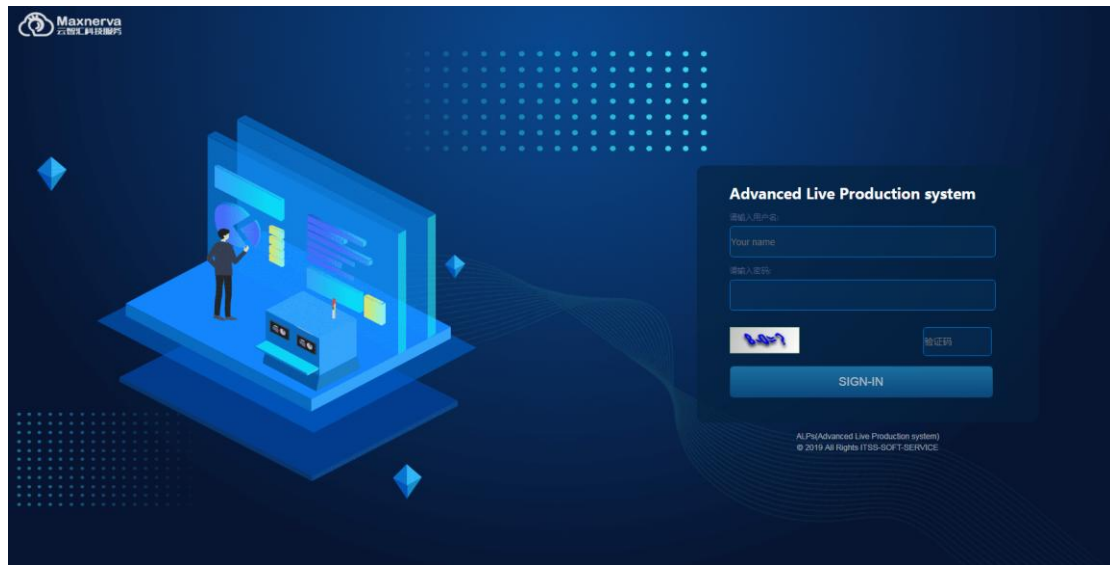 Maxnerva
云智汇科技服务
Advanced Live Production system
请输入用户名:
Your name
请输入密码:
8-0=?
验证码
SIGN-IN
ALPs(Advanced Live Production system)
© 2019 All Rights ITSS-SOFT-SERVICE